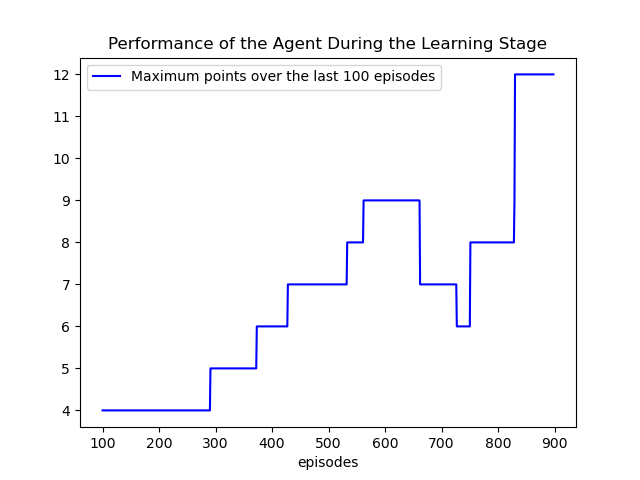 Performance of the Agent During the Learning Stage
Maximum points over the last 100 episodes
12
11
10
9
8
7
6
5
4
100 200 300 400 500 600 700 800 900
episodes